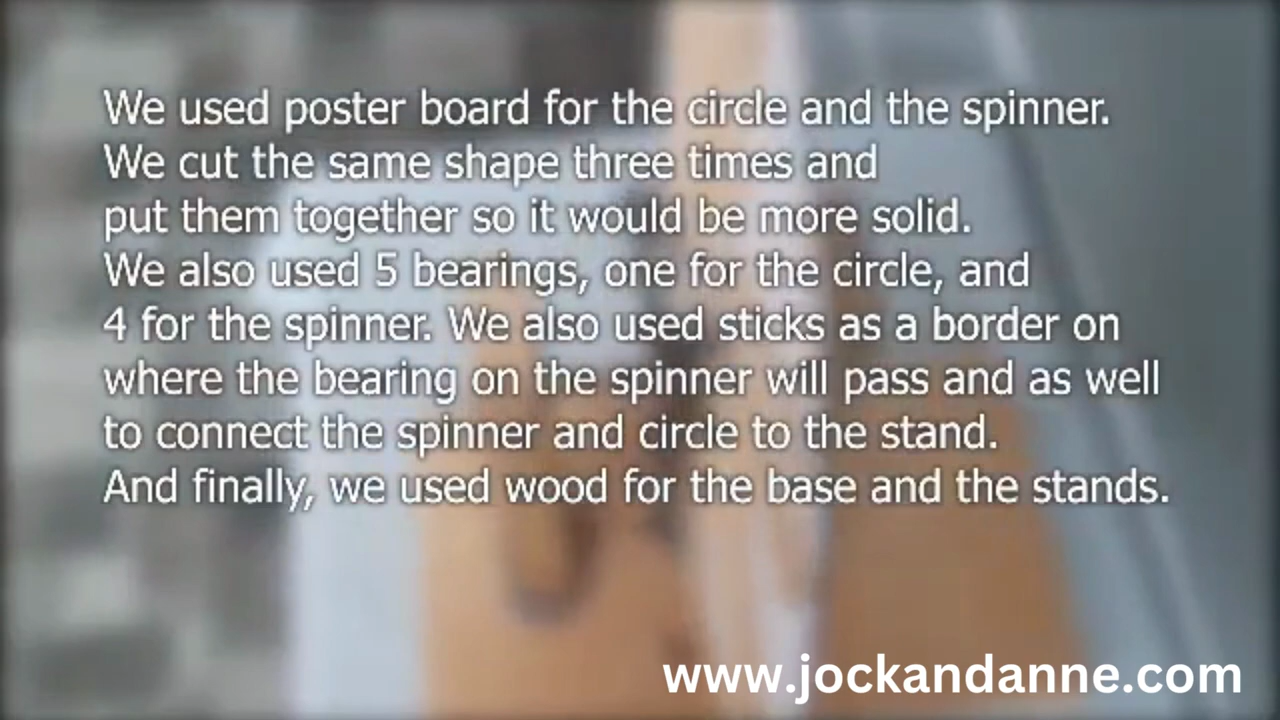 We used poster board for the circle and the spinner.
We cut the same shape three times and
put them together so it would be more solid.
We also used 5 bearings, one for the circle, and
4 for the spinner. We also used sticks as a border on
where the bearing on the spinner will pass and as well
to connect the spinner and circle to the stand.
And finally, we used wood for the base and the stands.
www.jockandanne.com